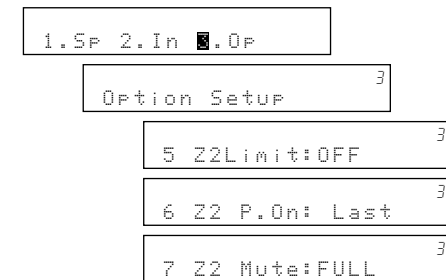 1.SP 2.In 3.OP
3
Option Setup
3
5 Z2Limit:OFF
3
6 Z2 P.On: Last
3
7 Z2 Mute:FULL